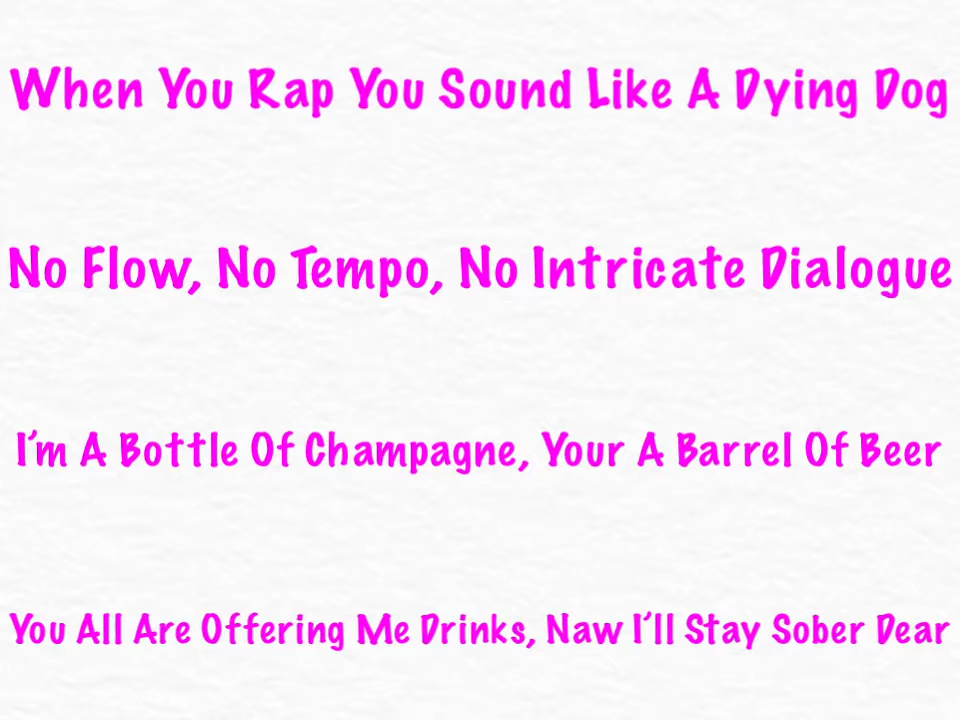 When You Rap You Sound Like A Dying Dog
No Flow, No Tempo, No Intricate Dialogue
I'm A Bottle Of Champagne, Your A Barrel Of Beer
You All Are Offering Me Drinks, Naw I'll Stay Sober Dear